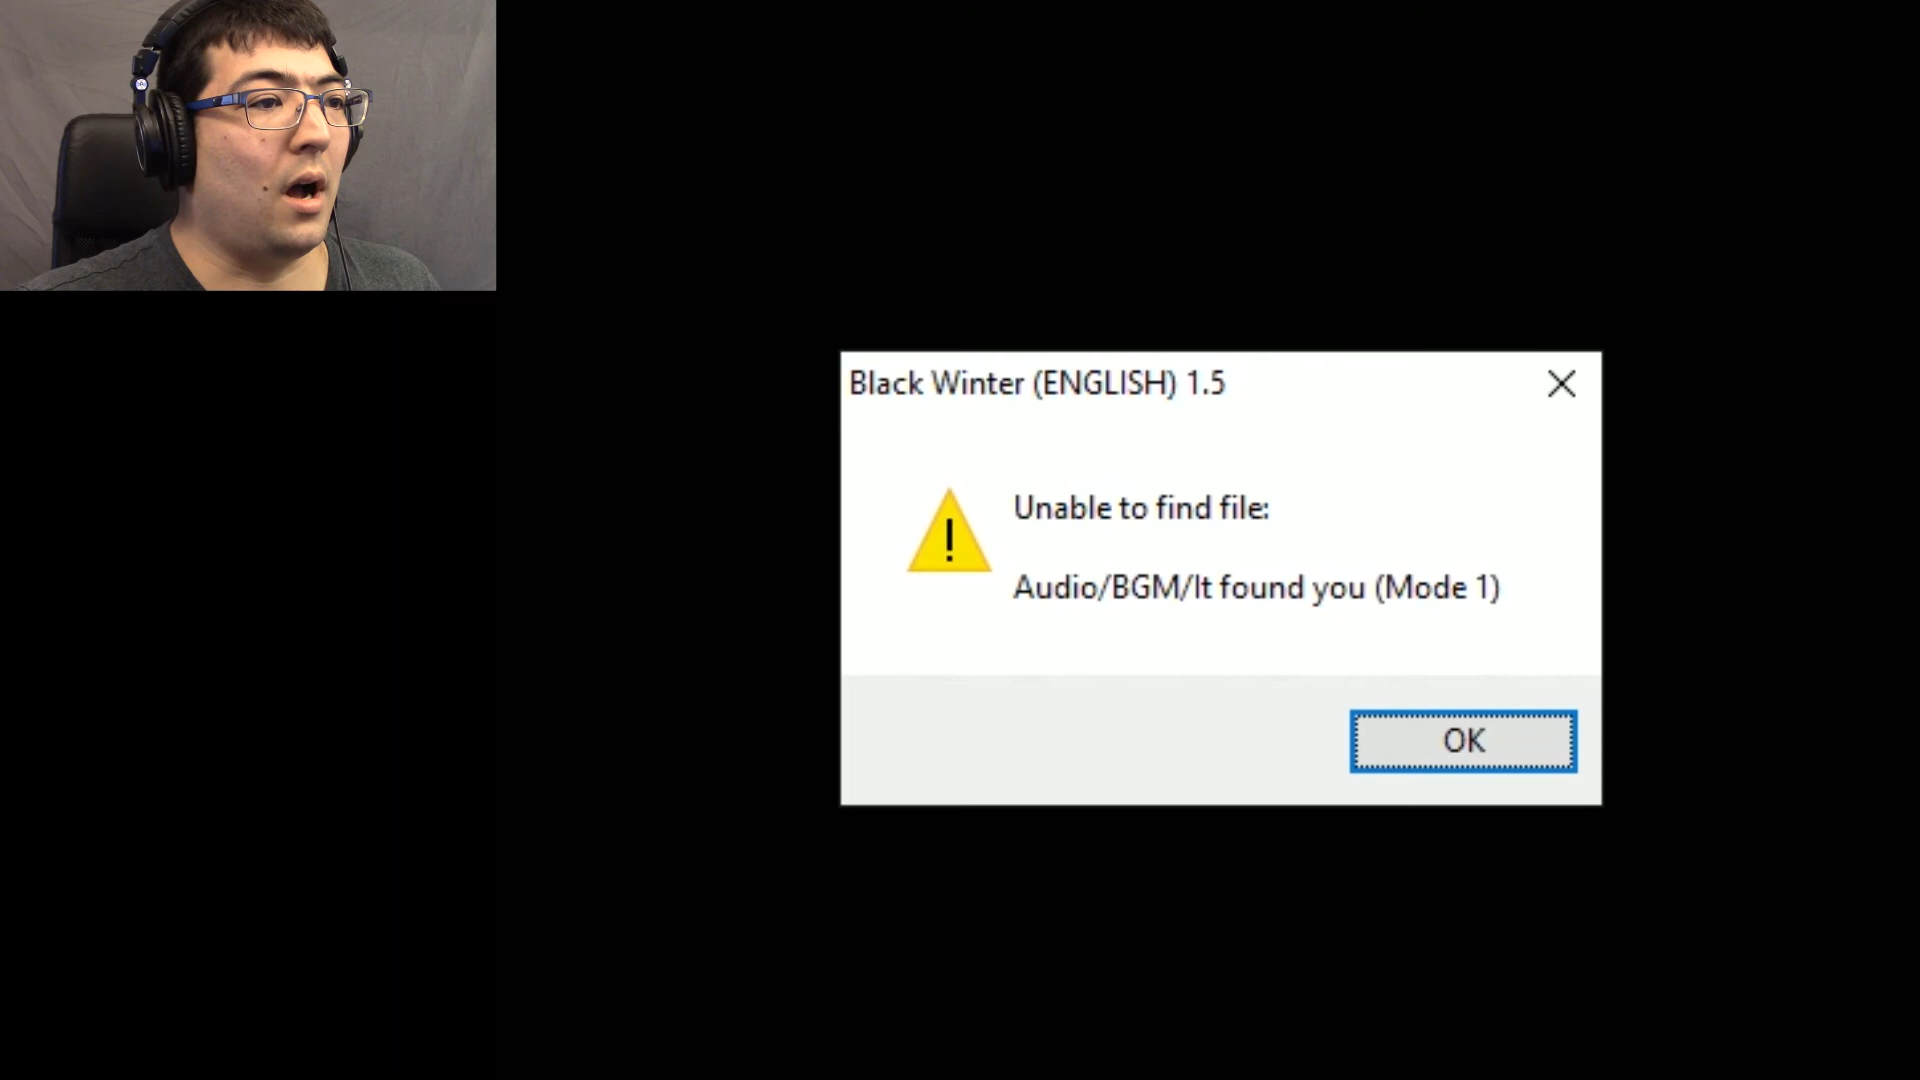 Black Winter (ENGLISH) 1.5
Unable to find file:
Audio/BGM/It found you (Mode 1)
OK